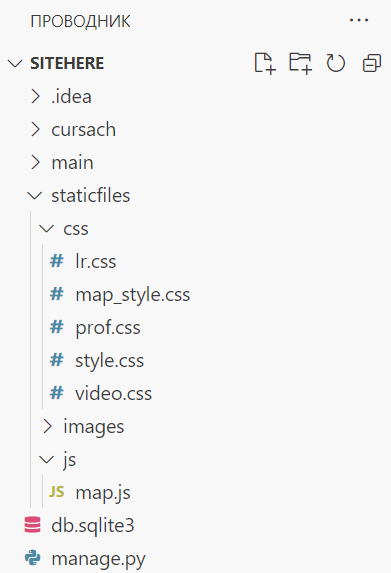 ПРОВОДНИК
SITEHERE
.idea
cursach
main
staticfiles
css
lr.css
map_style.css
prof.css
style.css
video.css
images
js
JS map.js
db.sqlite3
manage.py